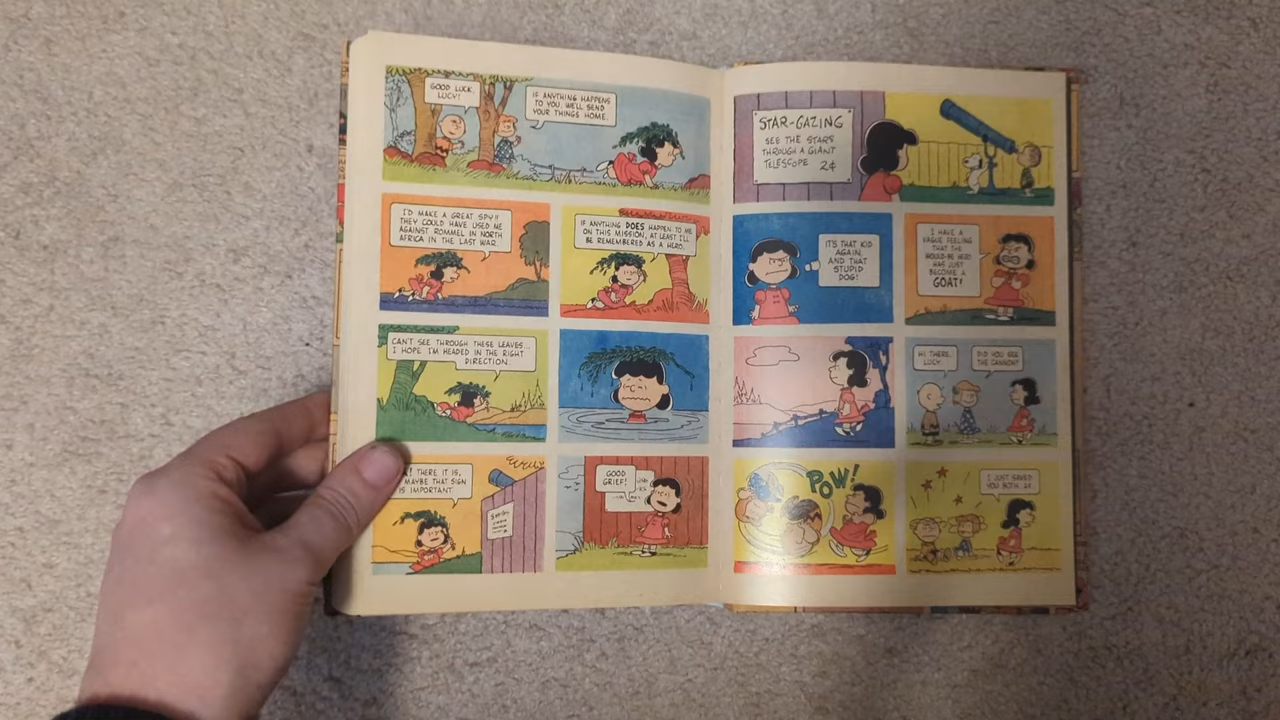 GOOD LUCK,
LUCY!
IF ANYTHING HAPPENS
TO YOU, WE'LL SEND
YOUR THINGS HOME.
I'D MAKE A GREAT SPY!!
THEY COULD HAVE USED ME
AGAINST ROMMEL IN NORTH
AFRICA IN THE LAST WAR.
IF ANYTHING DOES HAPPEN TO ME
ON THIS MISSION, AT LEAST I'LL
BE REMEMBERED AS A HERO.
CAN'T SEE THROUGH THESE LEAVES...
I HOPE I'M HEADED IN THE RIGHT
DIRECTION.
! THERE IT IS.
MAYBE THAT SIGN
IS IMPORTANT
GOOD
GRIEF!
STAR-GAZING
SEE THE STARS
THROUGH A GIANT
TELESCOPE 2¢
IT'S THAT KID
AGAIN,
AND THAT
STUPID
DOG!
I HAVE A
VAGUE FEELING
THAT THE
WOULD-BE HERO
HAS JUST
BECOME A
GOAT!
HI THERE,
LUCY.
DID YOU SEE
THE CANNON?
POW!
I JUST SAVED
YOU BOTH 2¢